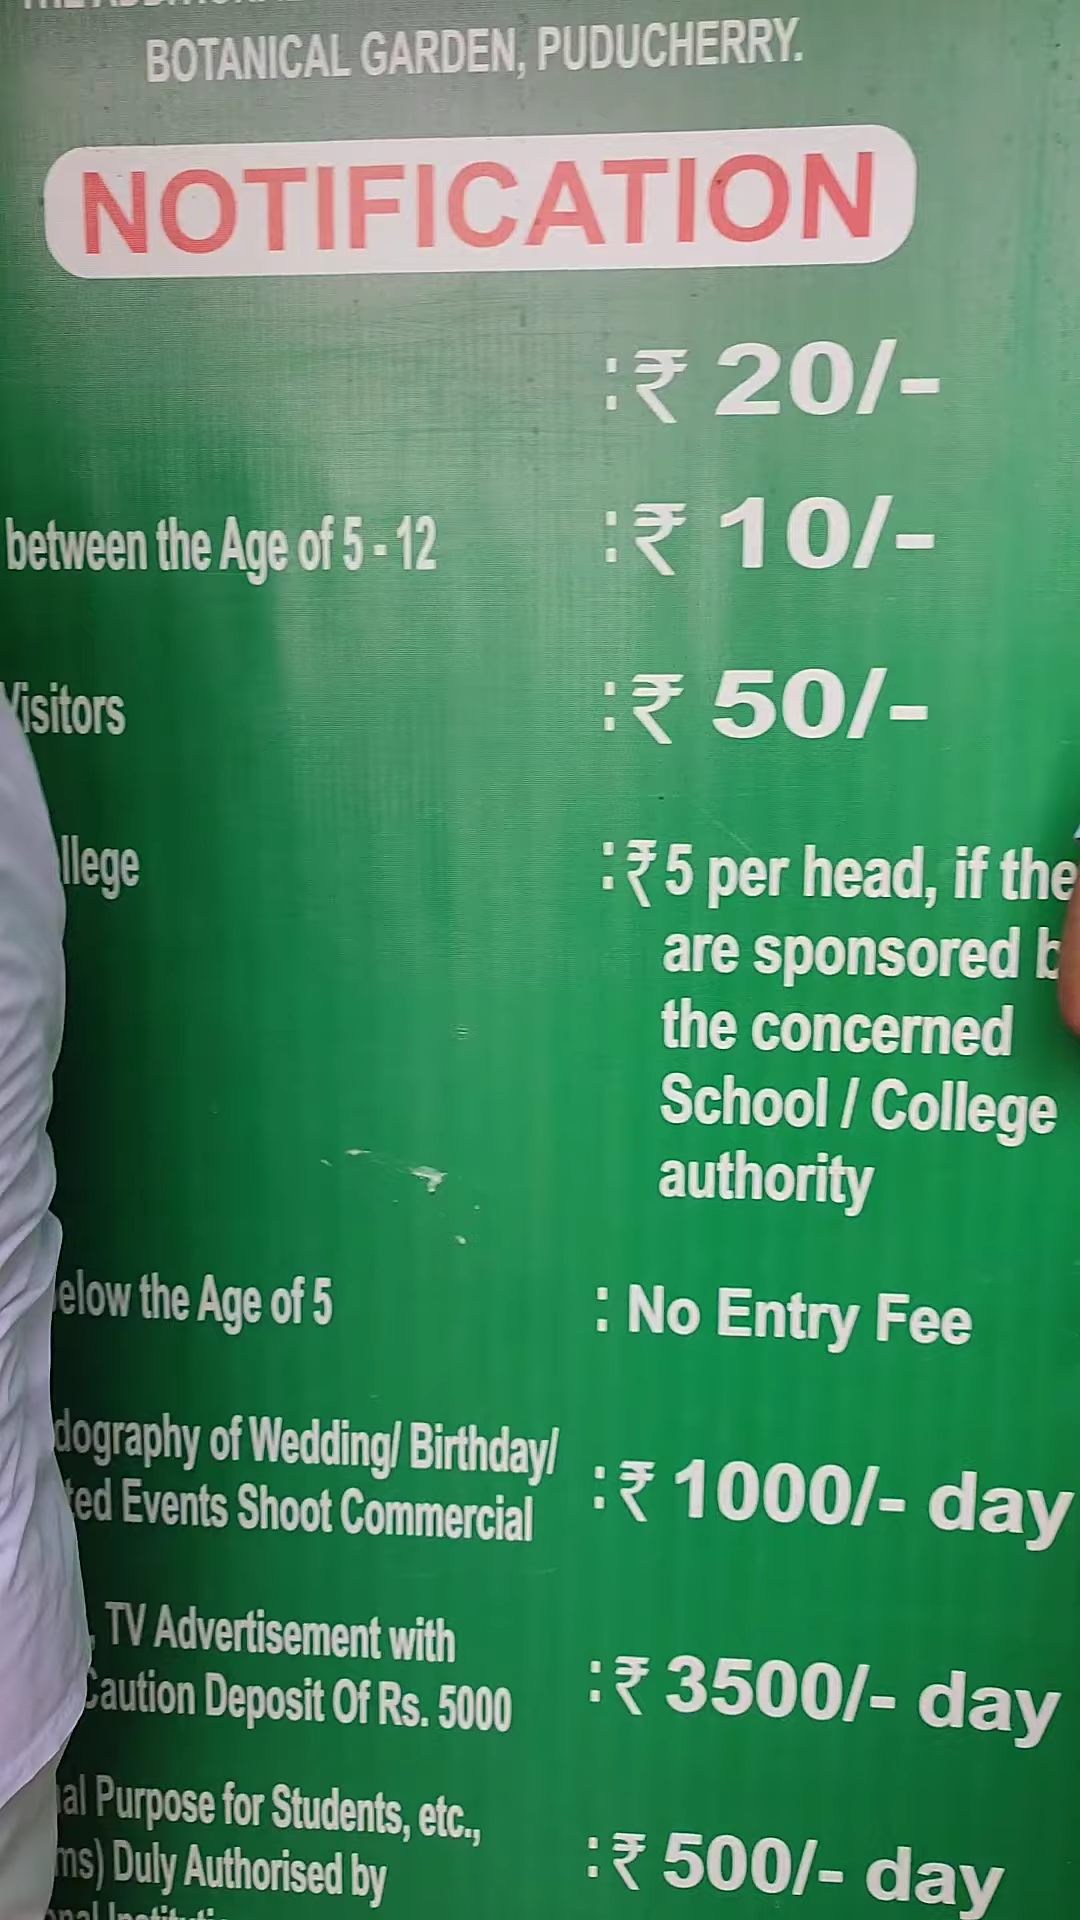 BOTANICAL GARDEN, PUDUCHERRY.
NOTIFICATION
:₹ 20/-
between the Age of 5 - 12 :₹ 10/-
Visitors :₹ 50/-
llege :₹5 per head, if the
are sponsored b
the concerned
School / College
authority
elow the Age of 5 : No Entry Fee
dography of Wedding/ Birthday/
ted Events Shoot Commercial :₹ 1000/- day
, TV Advertisement with
Caution Deposit Of Rs. 5000 :₹ 3500/- day
al Purpose for Students, etc.,
ms) Duly Authorised by :₹ 500/- day